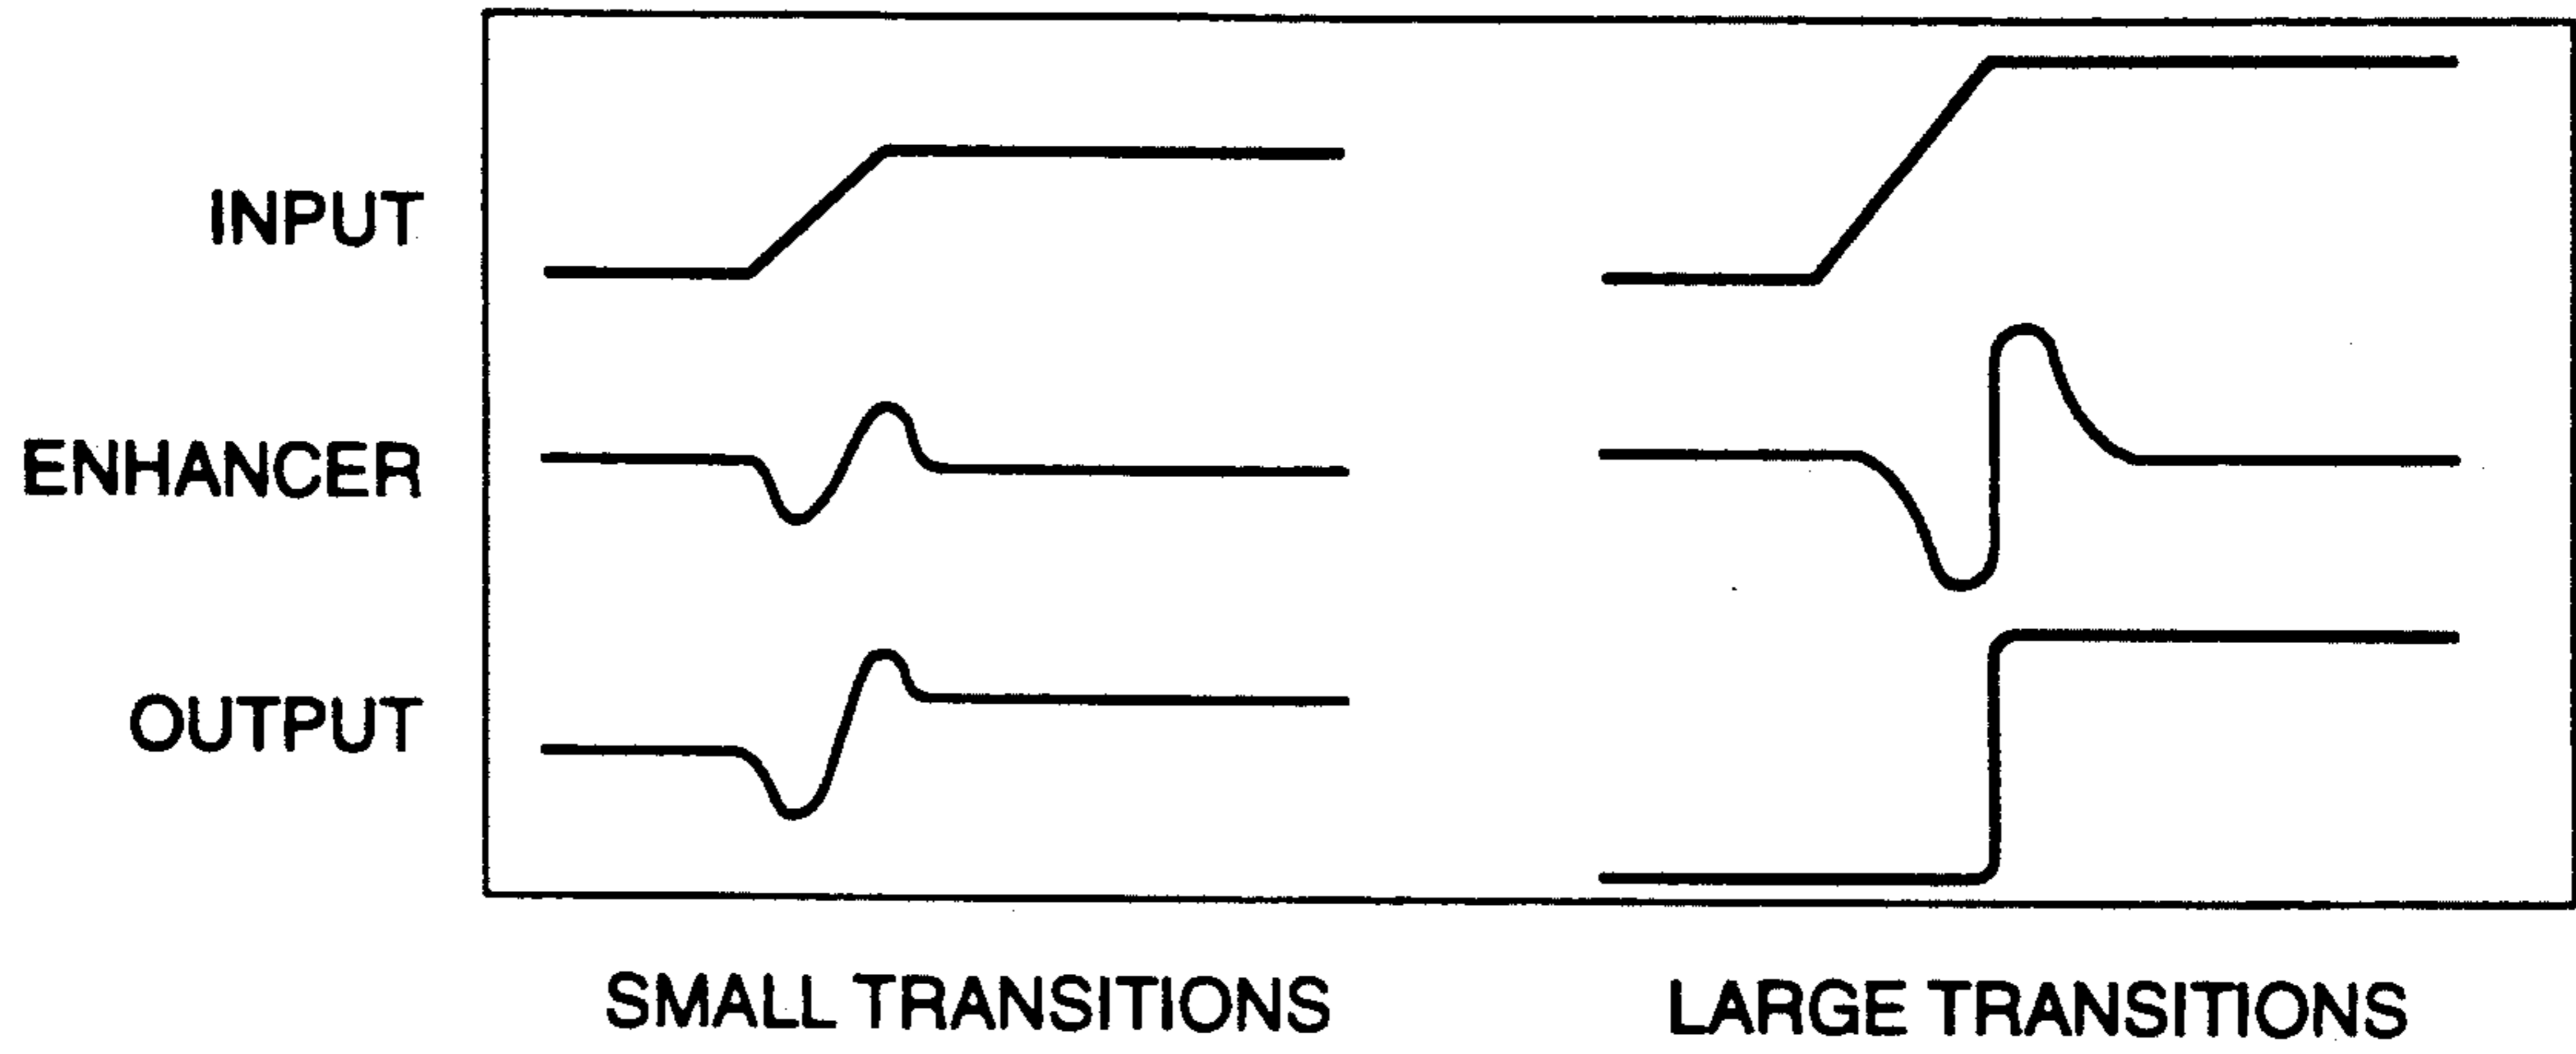 INPUT
ENHANCER
OUTPUT
SMALL TRANSITIONS
LARGE TRANSITIONS